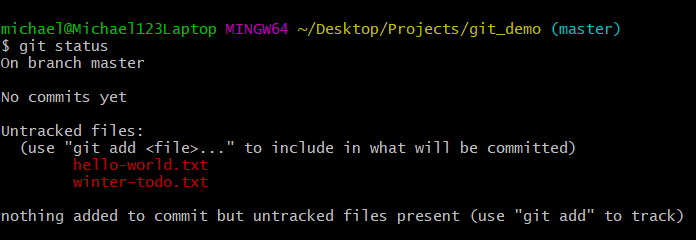 michael@Michael123Laptop MINGW64 ~/Desktop/Projects/git_demo (master)
$ git status
On branch master
No commits yet
Untracked files:
(use "git add <file>..." to include in what will be committed)
hello-world.txt
winter-todo.txt
nothing added to commit but untracked files present (use "git add" to track)